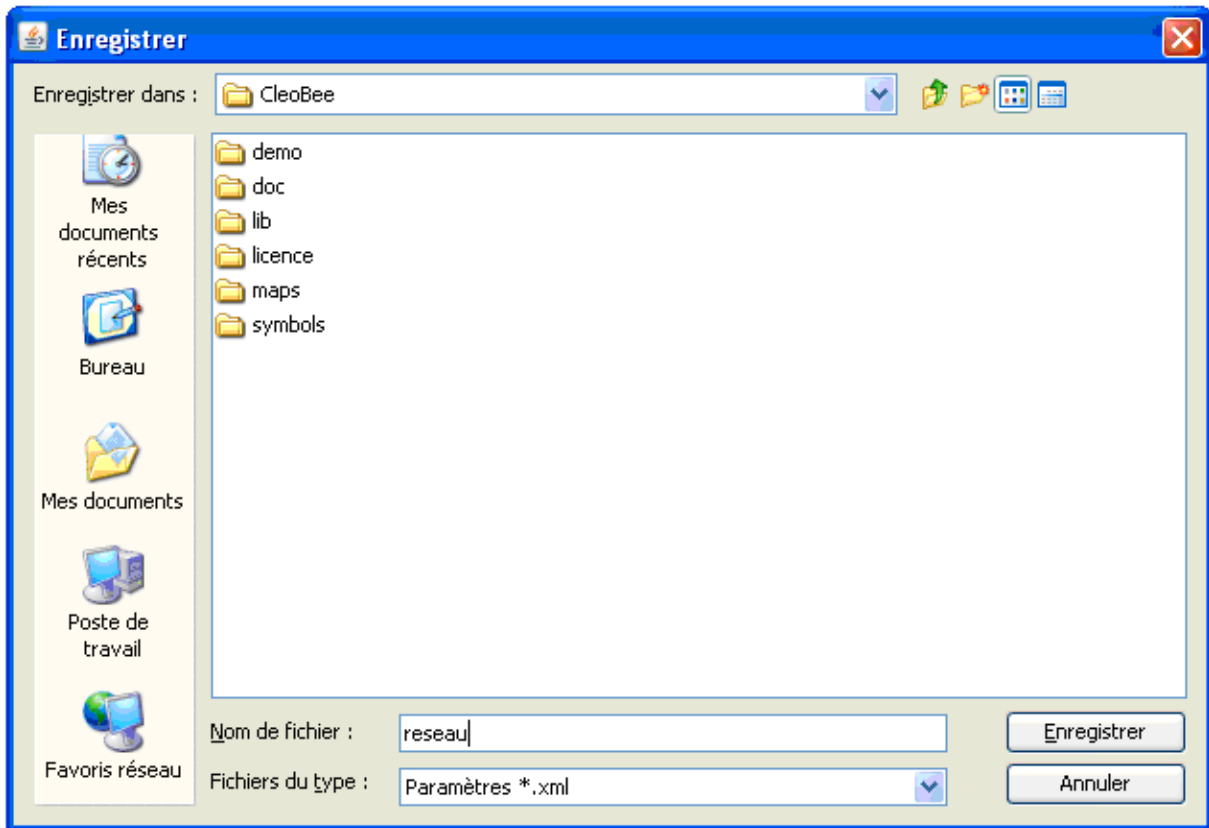 Enregistrer
Enregistrer dans :
CleoBee
Mes
documents
récents
Bureau
Mes documents
Poste de
travail
Favoris réseau
demo
doc
lib
licence
maps
symbols
Nom de fichier :
reseau
Enregistrer
Fichiers du type :
Paramètres *.xml
Annuler